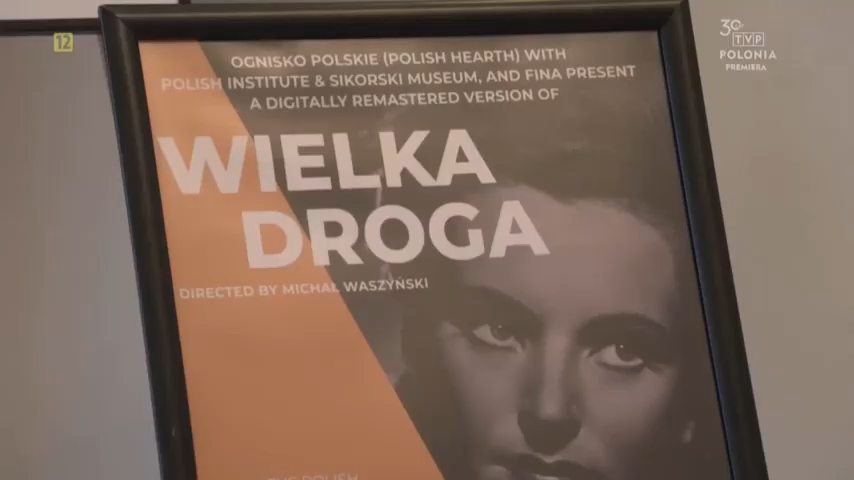 12
30
TVP
POLONIA
PREMIERA
OGNISKO POLSKIE (POLISH HEARTH) WITH
POLISH INSTITUTE & SIKORSKI MUSEUM, AND FINA PRESENT
A DIGITALLY REMASTERED VERSION OF
WIELKA
DROGA
DIRECTED BY MICHAŁ WASZYŃSKI
POLISH